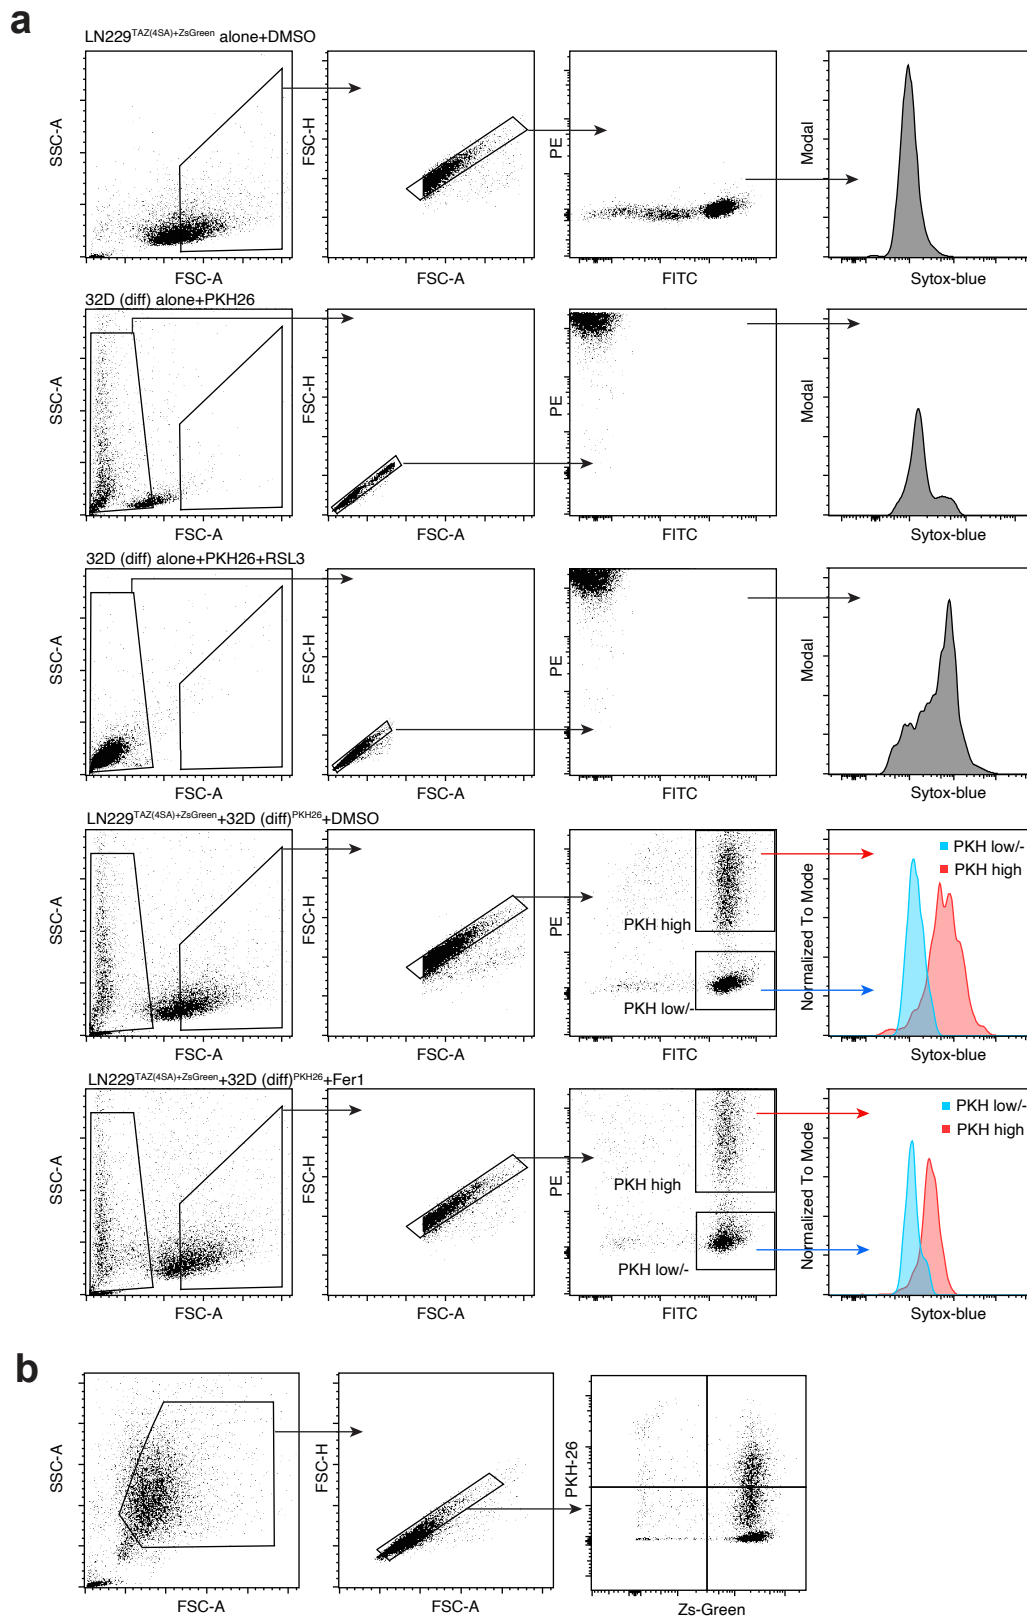 a
LN229TAZ(4SA)+ZsGreen alone+DMSO
SSC-A
FSC-A
FSC-H
FSC-A
PE
FITC
Modal
Sytox-blue
32D (diff) alone+PKH26
SSC-A
FSC-A
FSC-H
FSC-A
PE
FITC
Modal
Sytox-blue
32D (diff) alone+PKH26+RSL3
SSC-A
FSC-A
FSC-H
FSC-A
PE
FITC
Modal
Sytox-blue
LN229TAZ(4SA)+ZsGreen+32D (diff)PKH26+DMSO
SSC-A
FSC-A
FSC-H
FSC-A
PE
PKH high
PKH low/-
FITC
Normalized To Mode
PKH low/-
PKH high
Sytox-blue
LN229TAZ(4SA)+ZsGreen+32D (diff)PKH26+Fer1
SSC-A
FSC-A
FSC-H
FSC-A
PE
PKH high
PKH low/-
FITC
Normalized To Mode
PKH low/-
PKH high
Sytox-blue
b
SSC-A
FSC-A
FSC-H
FSC-A
PKH-26
Zs-Green